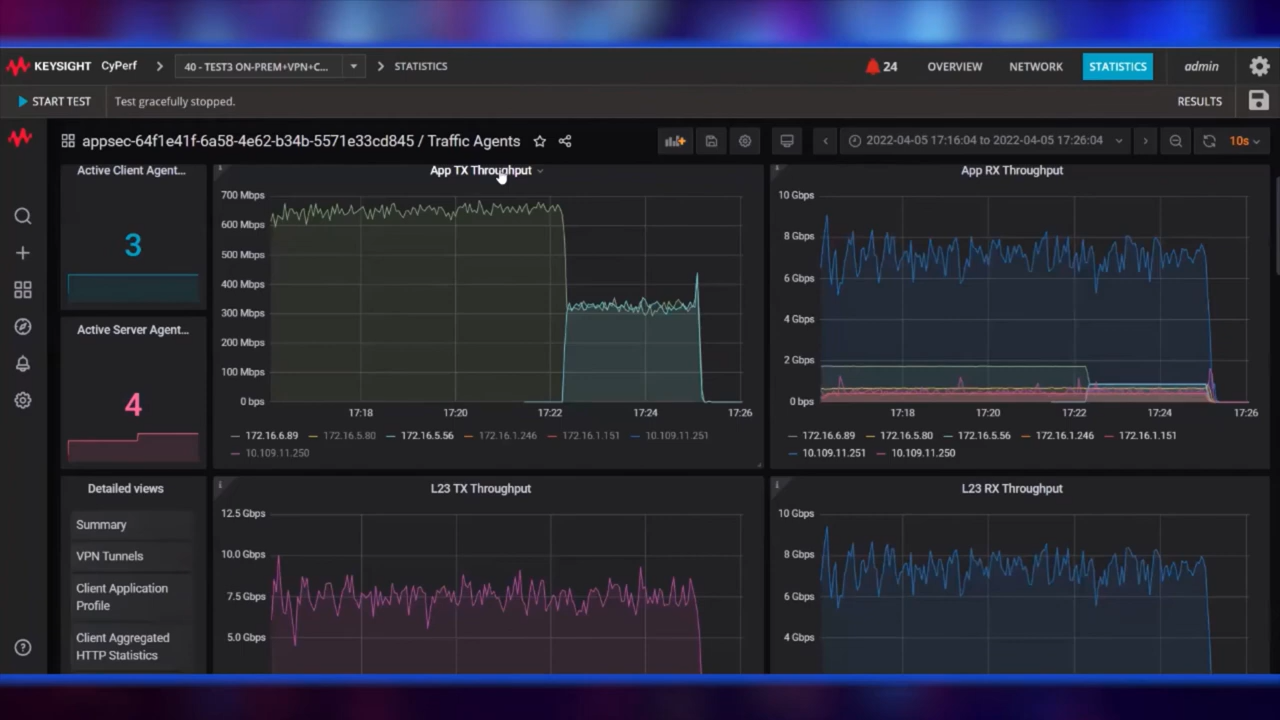 KEYSIGHT CyPerf
40 - TEST3 ON-PREM+VPN+C...
STATISTICS
24
OVERVIEW
NETWORK
STATISTICS
admin
START TEST
Test gracefully stopped.
RESULTS
appsec-64f1e41f-6a58-4e62-b34b-5571e33cd845 / Traffic Agents
2022-04-05 17:16:04 to 2022-04-05 17:26:04
10s
Active Client Agent...
3
Active Server Agent...
4
Detailed views
Summary
VPN Tunnels
Client Application
Profile
Client Aggregated
HTTP Statistics
App TX Throughput
700 Mbps
600 Mbps
500 Mbps
400 Mbps
300 Mbps
200 Mbps
100 Mbps
0 bps
17:18 17:20 17:22 17:24 17:26
172.16.6.89 172.16.5.80 172.16.5.56 172.16.1.246 172.16.1.151 10.109.11.251
10.109.11.250
App RX Throughput
10 Gbps
8 Gbps
6 Gbps
4 Gbps
2 Gbps
0 bps
17:18 17:20 17:22 17:24 17:26
172.16.6.89 172.16.5.80 172.16.5.56 172.16.1.246 172.16.1.151
10.109.11.251 10.109.11.250
L23 TX Throughput
12.5 Gbps
10.0 Gbps
7.5 Gbps
5.0 Gbps
L23 RX Throughput
10 Gbps
8 Gbps
6 Gbps
4 Gbps